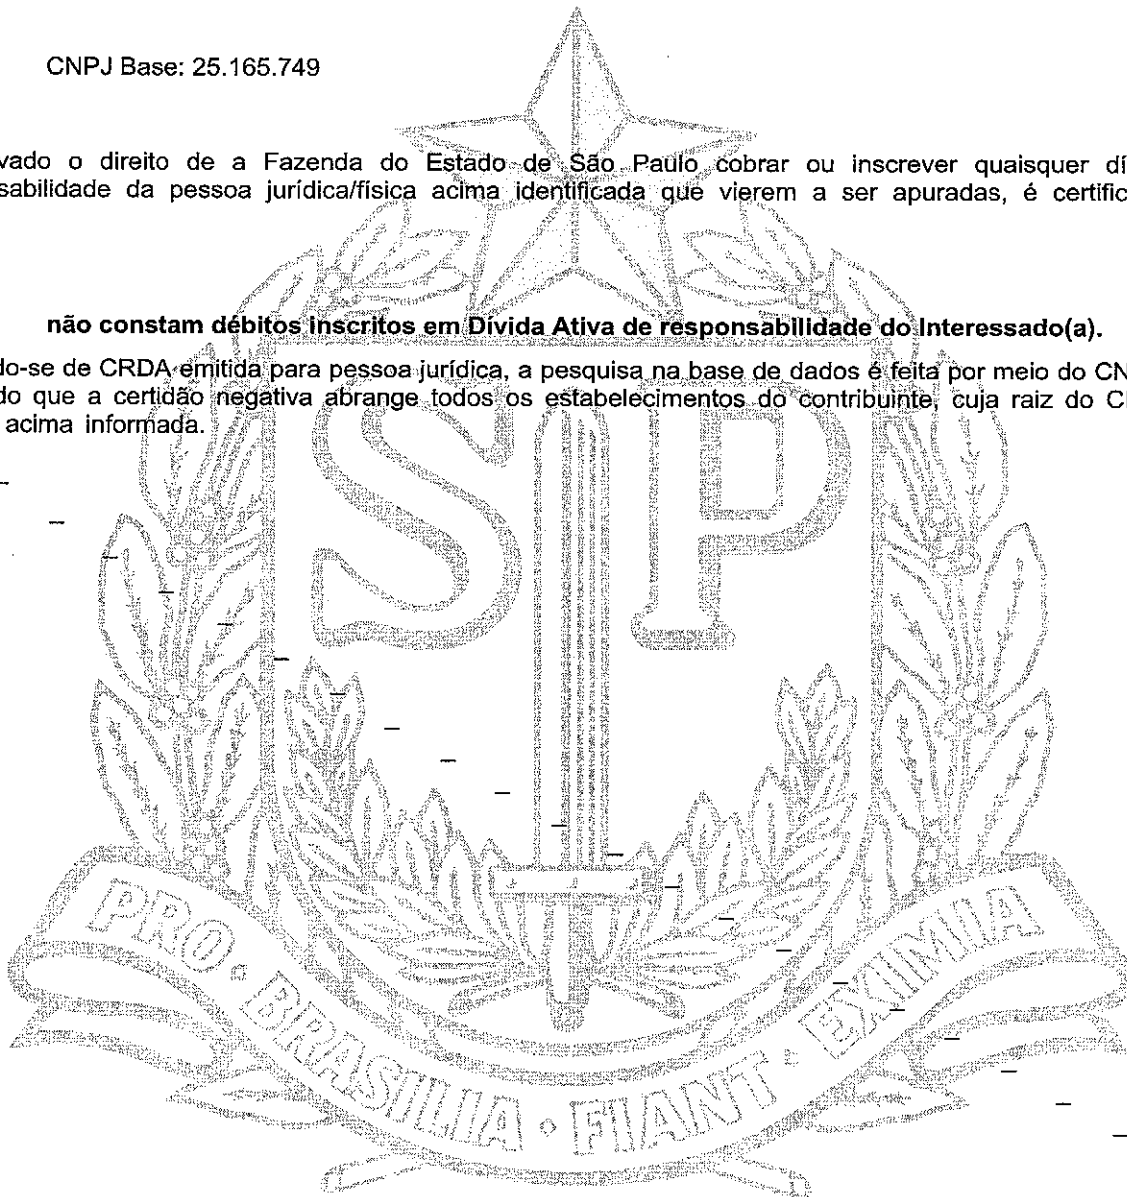 CNPJ Base: 25.165.749
vado o direito de a Fazenda do Estado de São Paulo cobrar ou inscrever quaisquer dí
sabilidade da pessoa jurídica/física acima identificada que vierem a ser apuradas, é certific
não constam débitos inscritos em Dívida Ativa de responsabilidade do Interessado(a).
do-se de CRDA emitida para pessoa jurídica, a pesquisa na base de dados é feita por meio do CN
do que a certidão negativa abrange todos os estabelecimentos do contribuinte, cuja raiz do C
acima informada.
SP
PRO · BRASILIA · FIANT · EXIMIA